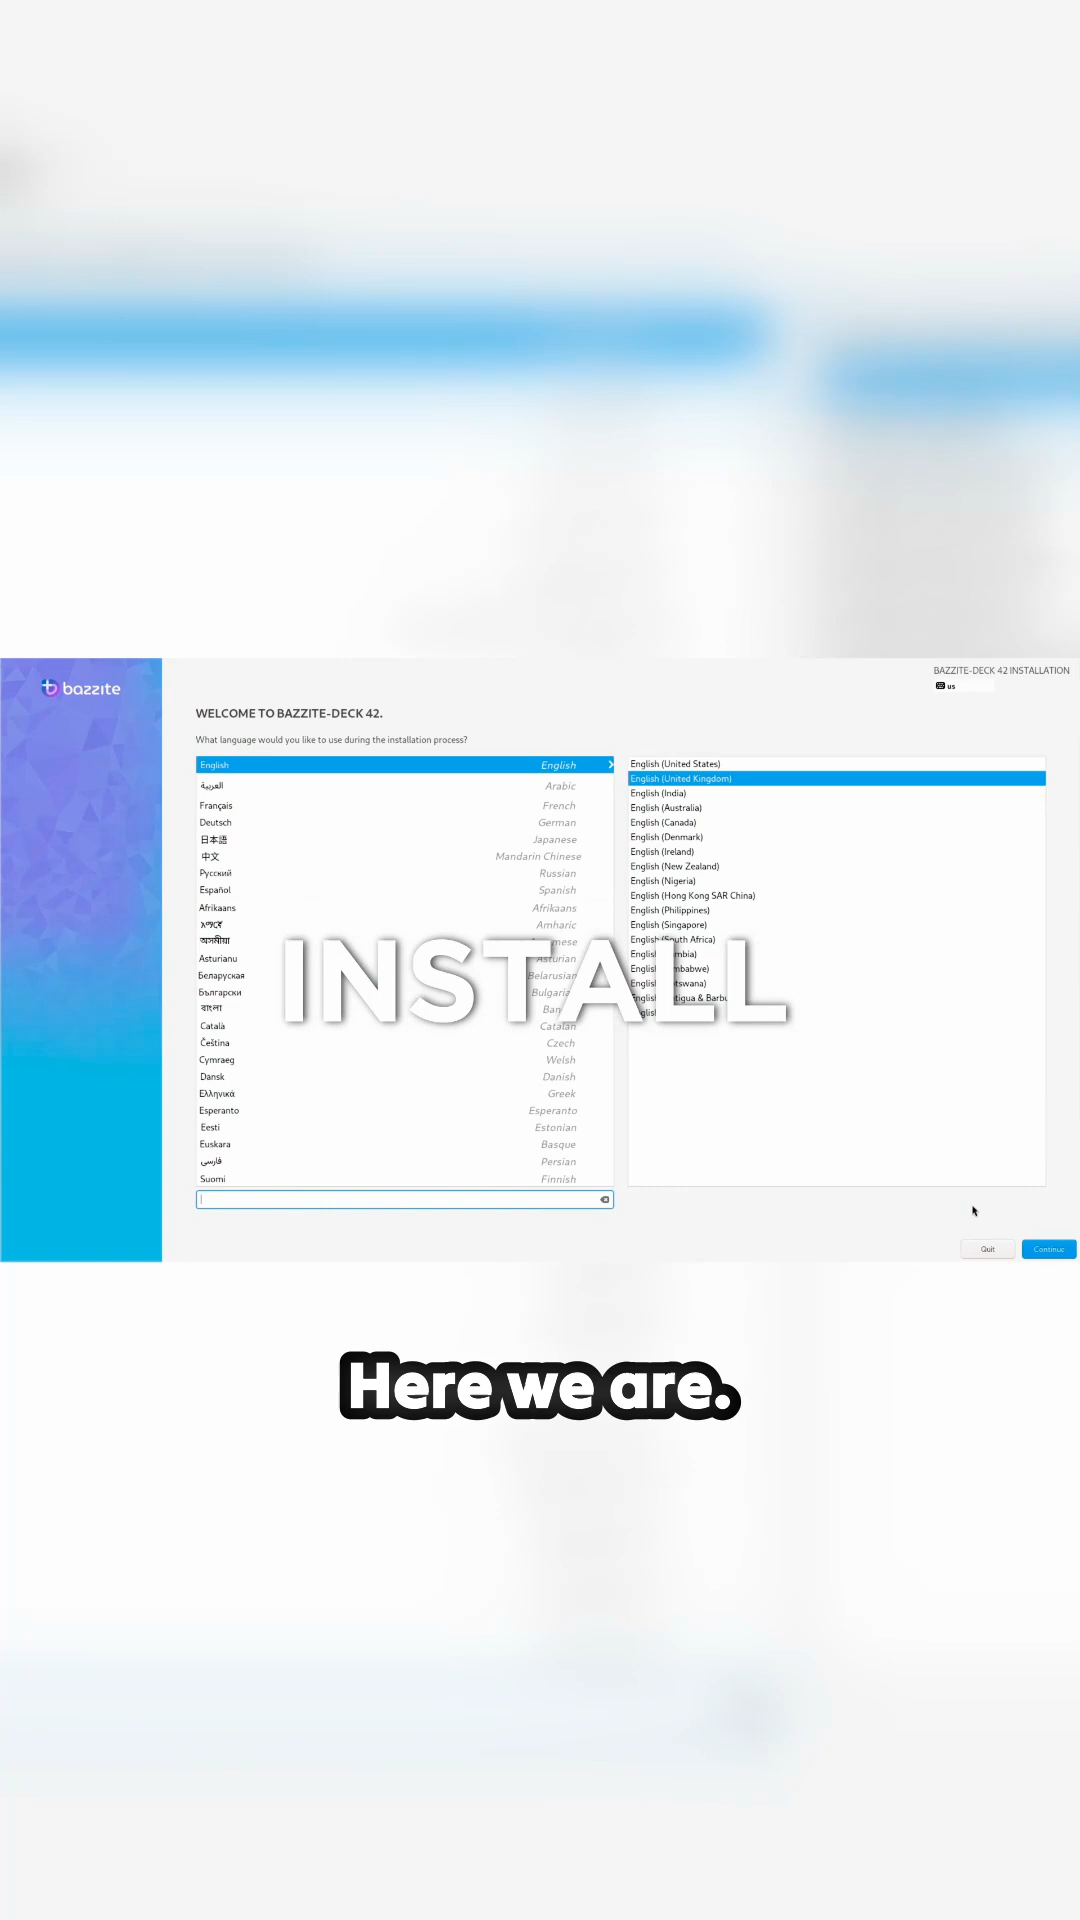 bazzite
BAZZITE-DECK 42 INSTALLATION
us
WELCOME TO BAZZITE-DECK 42.
What language would you like to use during the installation process?
English English
العربية Arabic
Français French
Deutsch German
日本語 Japanese
中文 Mandarin Chinese
Русский Russian
Español Spanish
Afrikaans Afrikaans
አማርኛ Amharic
অসমীয়া
Asturianu Asturian
Беларуская Belarusian
Български
বাংলা
Català Catalan
Čeština Czech
Cymraeg Welsh
Dansk Danish
Ελληνικά Greek
Esperanto Esperanto
Eesti Estonian
Euskara Basque
فارسی Persian
Suomi Finnish
English (United States)
English (United Kingdom)
English (India)
English (Australia)
English (Canada)
English (Denmark)
English (Ireland)
English (New Zealand)
English (Nigeria)
English (Hong Kong SAR China)
English (Philippines)
English (Singapore)
English (South Africa)
INSTALL
Quit
Continue
Here we are.